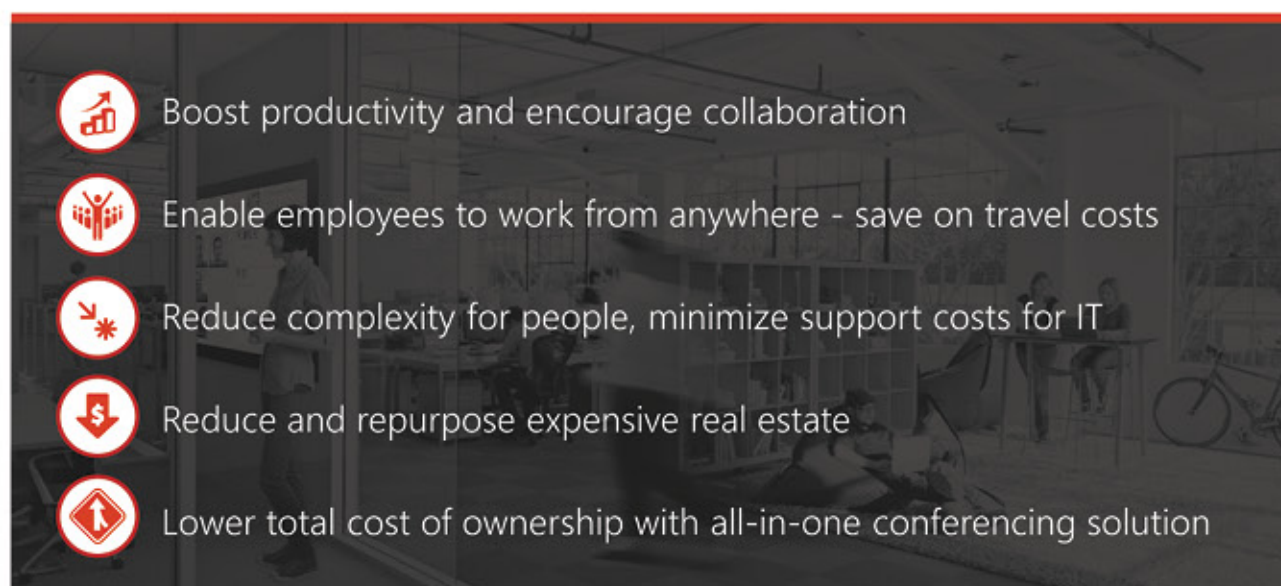 Boost productivity and encourage collaboration
Enable employees to work from anywhere - save on travel costs
Reduce complexity for people, minimize support costs for IT
$
Reduce and repurpose expensive real estate
Lower total cost of ownership with all-in-one conferencing solution